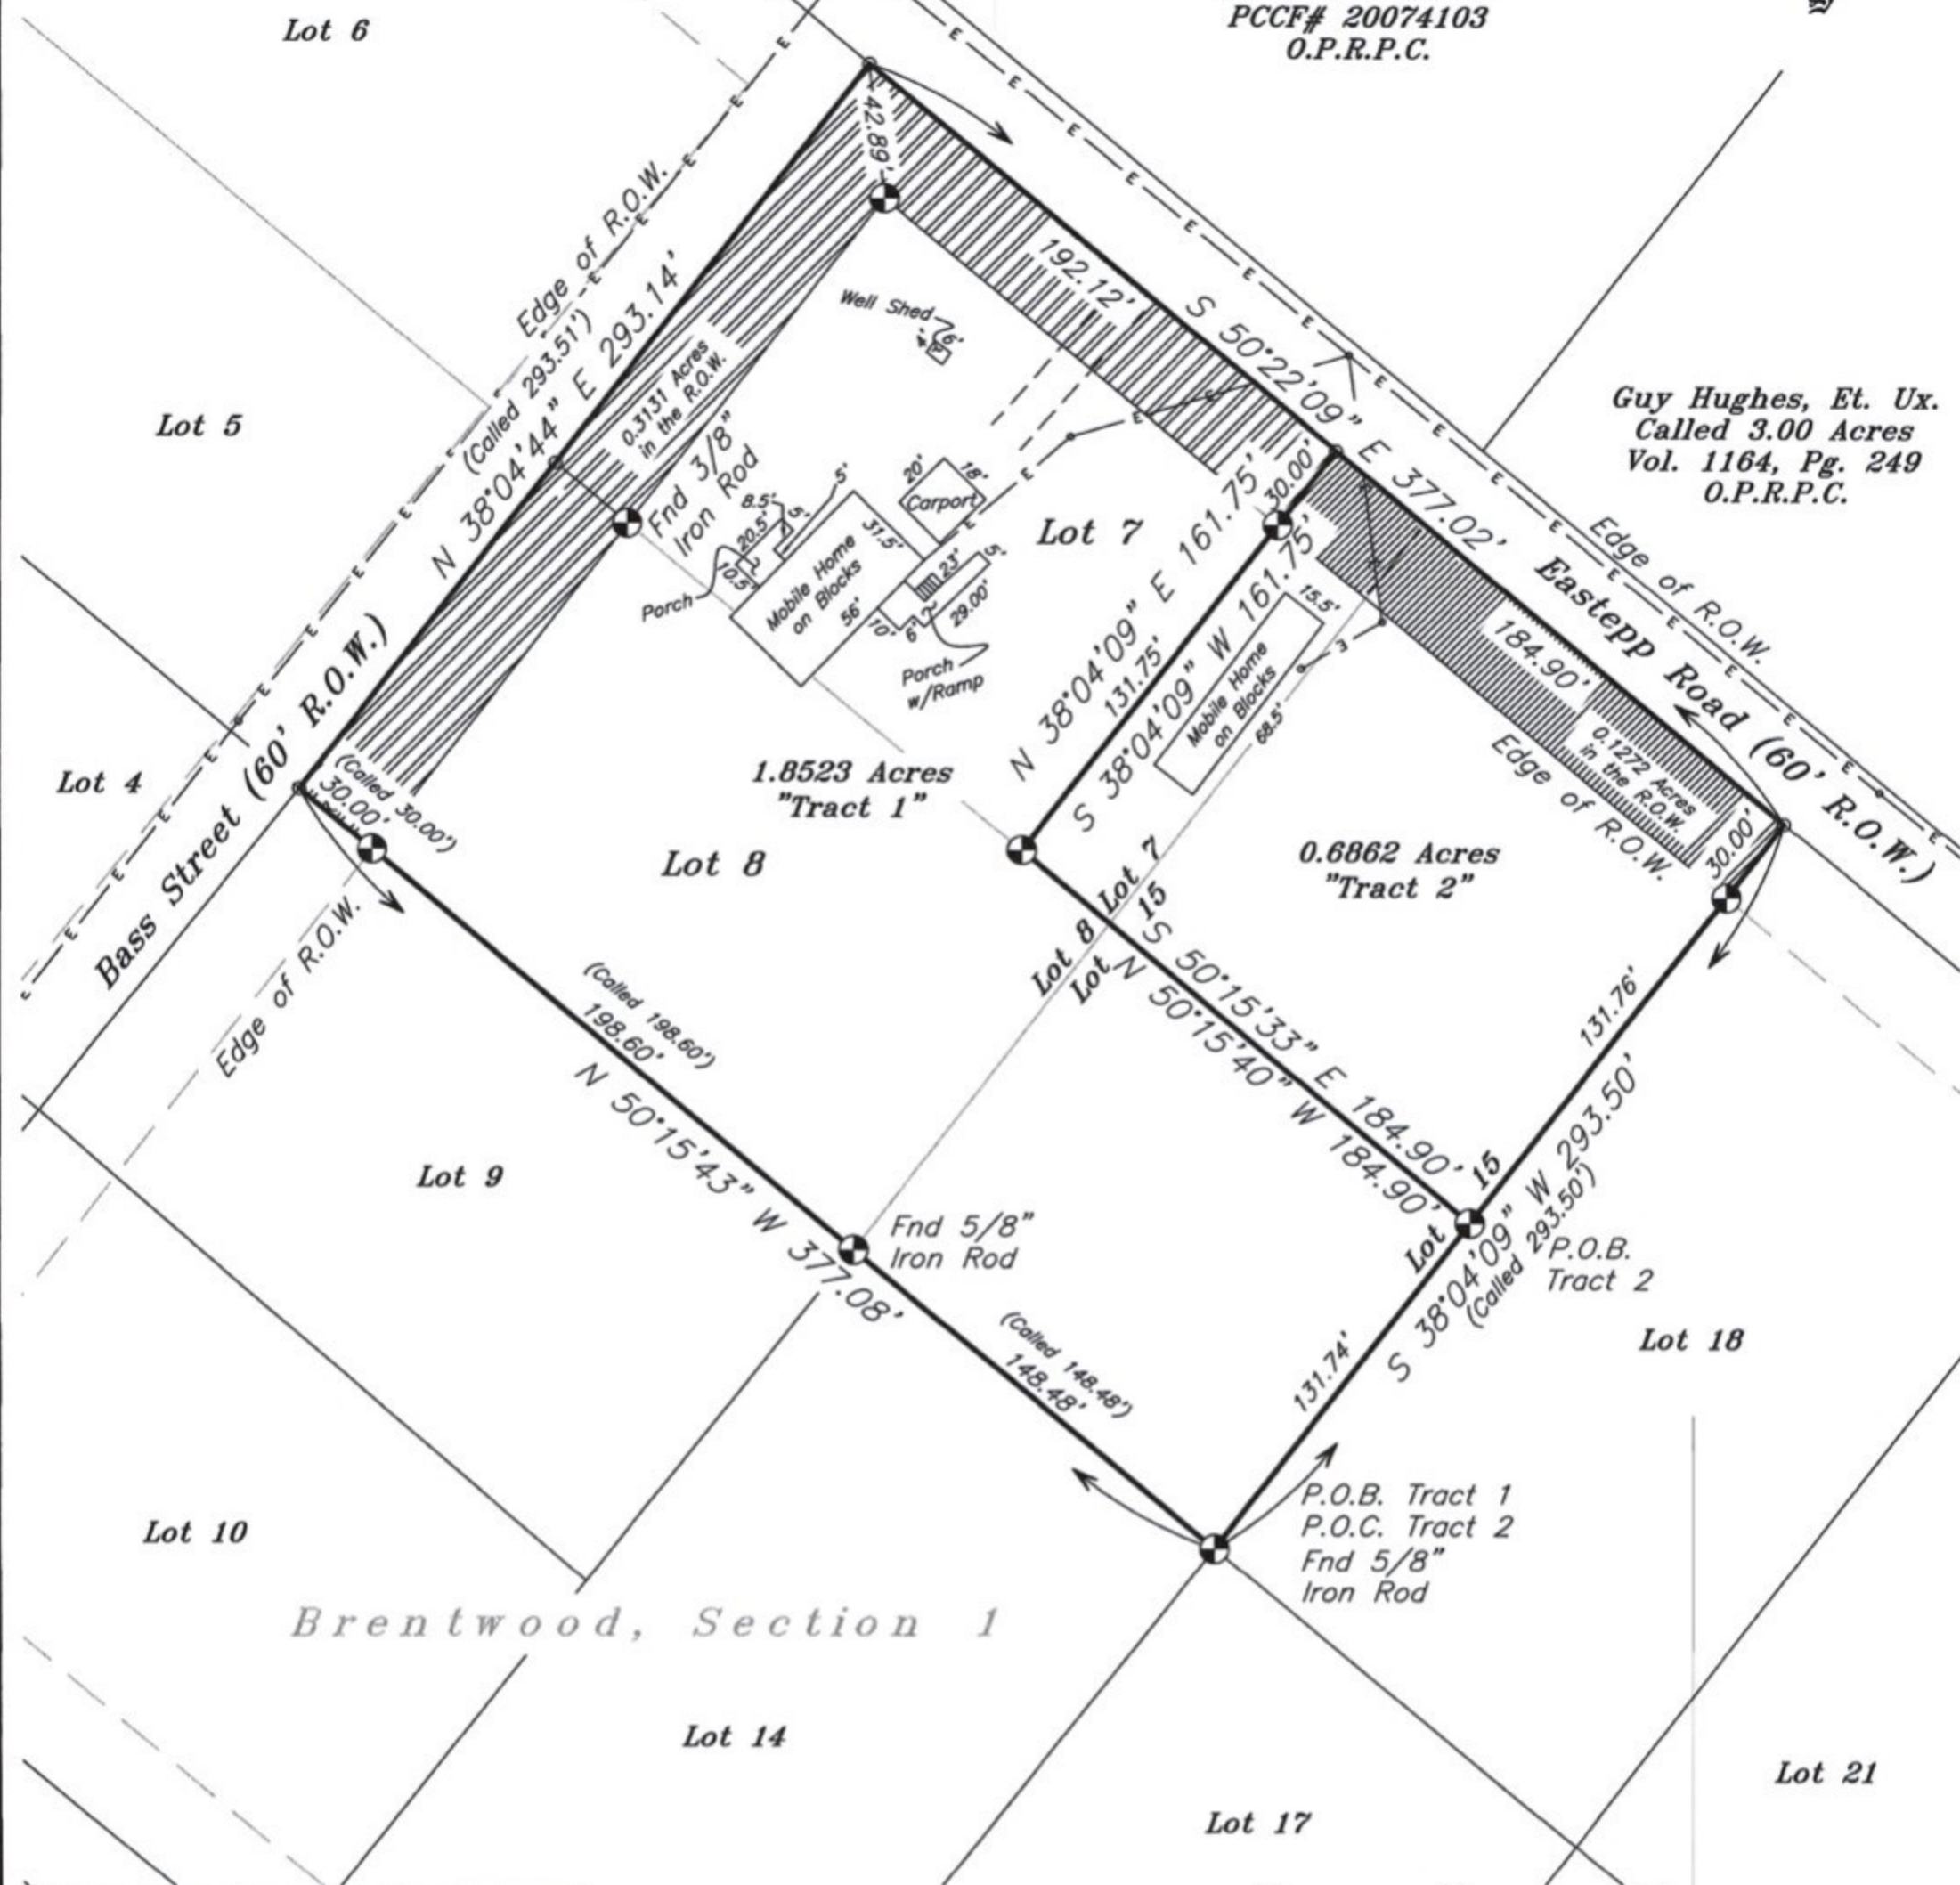 Lot 6
PCCF# 20074103
O.P.R.P.C.
42.89'
Edge of R.O.W.
(Called 293.51')
N 38°04'44" E 293.14'
192.12'
S 50°22'09" E 377.02'
Well Shed
4'
6'
0.3131 Acres
in the R.O.W.
Guy Hughes, Et. Ux.
Called 3.00 Acres
Vol. 1164, Pg. 249
O.P.R.P.C.
Lot 5
Fnd 3/8"
Iron Rod
8.5'
5'
5'
20.5'
10.5'
Porch
Mobile Home
on Blocks
31.5'
56'
20'
18'
Carport
23'
5'
29.00'
10'
6'
Porch
w/Ramp
Lot 7
30.00'
N 38°04'09" E 161.75'
131.75'
S 38°04'09" W 161.75'
15.5'
Mobile Home
on Blocks
68.5'
Edge of R.O.W.
Eastepp Road (60' R.O.W.)
184.90'
0.1272 Acres
in the R.O.W.
Edge of R.O.W.
30.00'
Lot 4
Bass Street (60' R.O.W.)
(Called 30.00')
30.00'
Edge of R.O.W.
1.8523 Acres
"Tract 1"
Lot 8
0.6862 Acres
"Tract 2"
Lot 8 Lot 7
Lot 15
S 50°15'33" E 184.90'
N 50°15'40" W 184.90'
131.76'
S 38°04'09" W 293.50'
(Called 293.50')
(Called 198.60')
198.60'
N 50°15'43" W 377.08'
Lot 9
Fnd 5/8"
Iron Rod
Lot 15
P.O.B.
Tract 2
Lot 18
(Called 148.48')
148.48'
131.74'
P.O.B. Tract 1
P.O.C. Tract 2
Fnd 5/8"
Iron Rod
Lot 10
Brentwood, Section 1
Lot 14
Lot 17
Lot 21
E E E E E E E E E E E E E E E E
E E E E E E E E E E E E E